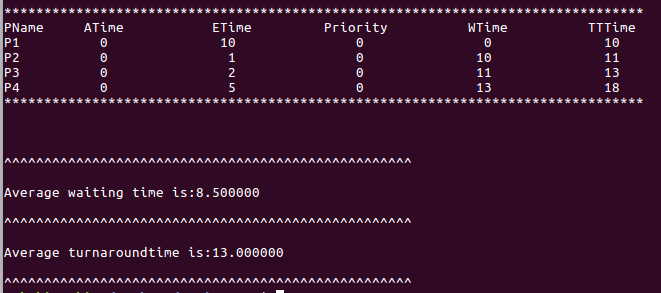 ********************************************************************************
PName ATime ETime Priority WTime TTTime
P1 0 10 0 0 10
P2 0 1 0 10 11
P3 0 2 0 11 13
P4 0 5 0 13 18
********************************************************************************
^^^^^^^^^^^^^^^^^^^^^^^^^^^^^^^^^^^^^^^^^^^^^^^^^^^
Average waiting time is:8.500000
^^^^^^^^^^^^^^^^^^^^^^^^^^^^^^^^^^^^^^^^^^^^^^^^^^^
Average turnaroundtime is:13.000000
^^^^^^^^^^^^^^^^^^^^^^^^^^^^^^^^^^^^^^^^^^^^^^^^^^^